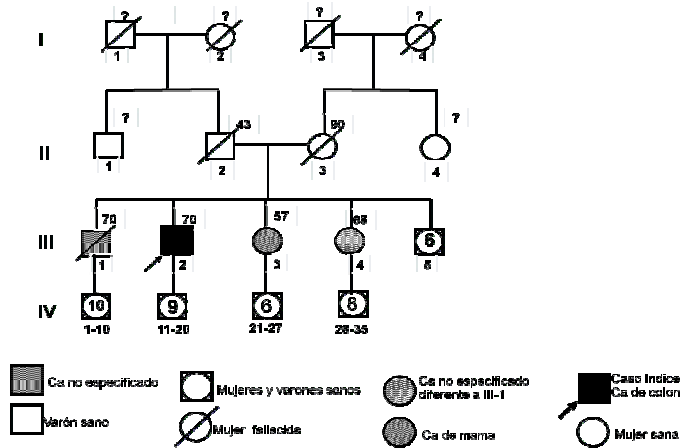 ? ? ? ?
I
1 2 3 4
? 43 90 ?
II
1 2 3 4
70 70 57 65
III
6
1 2 3 4 5
IV
10 9 6 8
1-10 11-20 21-27 28-35
Ca no especificado
Mujeres y varones sanos
Ca no especificado
diferente a III-1
Caso Indice
Ca de colon
Varón sano
Mujer fallecida
Ca de mama
Mujer sana